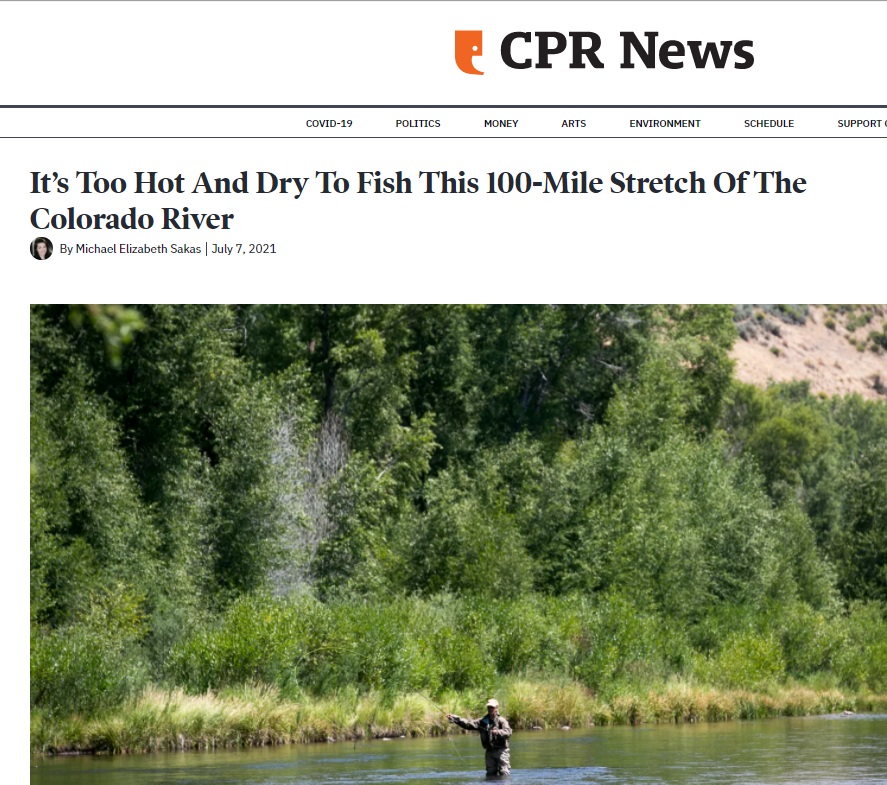 CPR News
COVID-19 POLITICS MONEY ARTS ENVIRONMENT SCHEDULE SUPPORT
It’s Too Hot And Dry To Fish This 100-Mile Stretch Of The
Colorado River
By Michael Elizabeth Sakas | July 7, 2021